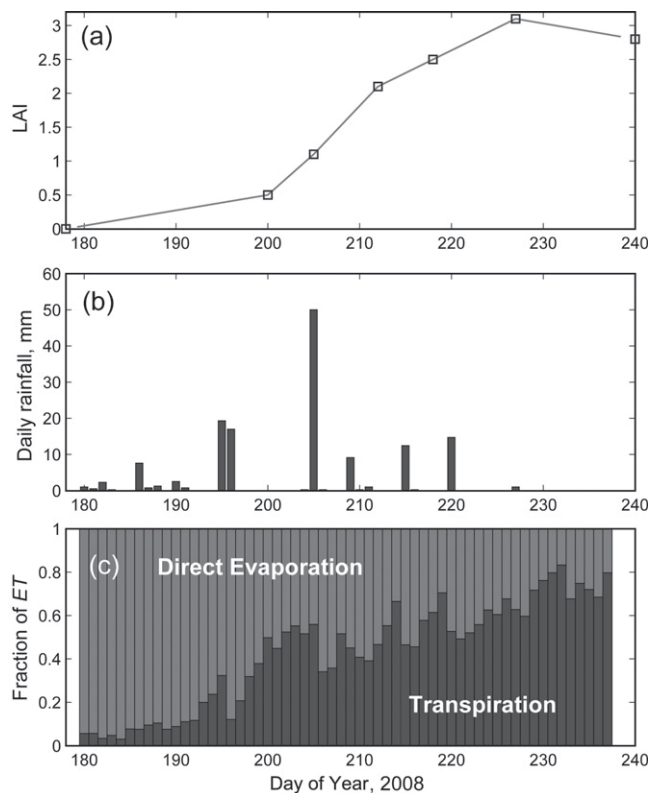 (a)
LAI
3
2.5
2
1.5
1
0.5
0
180 190 200 210 220 230 240
(b)
Daily rainfall, mm
60
50
40
30
20
10
0
180 190 200 210 220 230 240
(c) Direct Evaporation
Fraction of ET
1
0.8
0.6
0.4
0.2
0
Transpiration
180 190 200 210 220 230 240
Day of Year, 2008